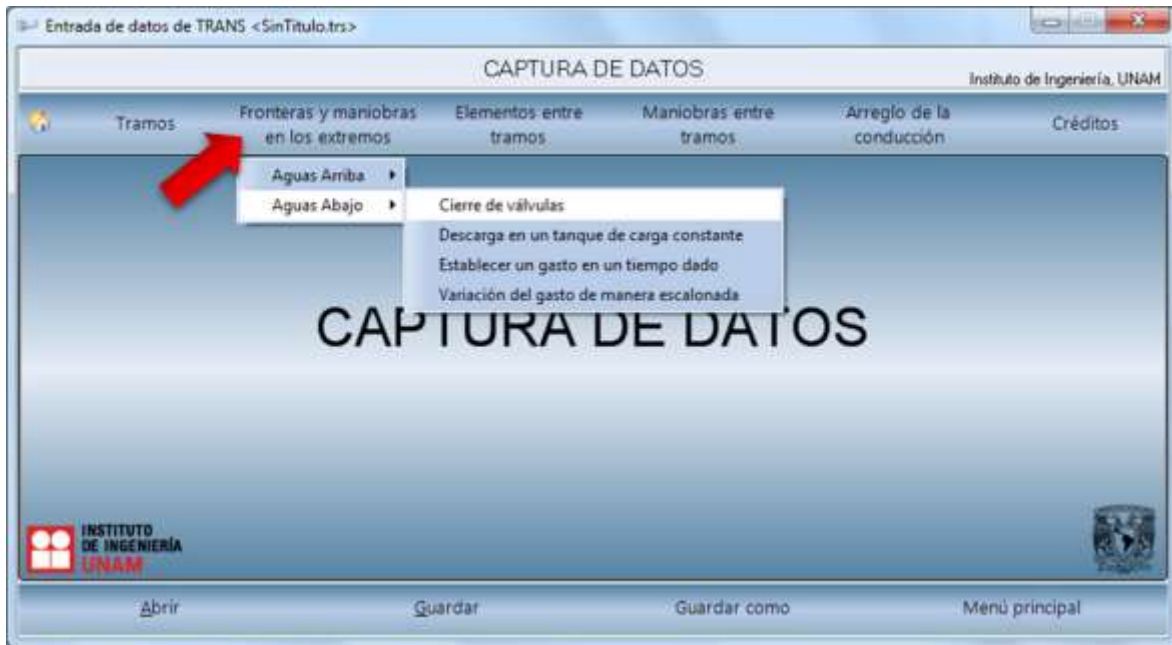 Entrada de datos de TRANS <SinTitulo.trs>
CAPTURA DE DATOS
Instituto de Ingeniería, UNAM
Tramos
Fronteras y maniobras
en los extremos
Elementos entre
tramos
Maniobras entre
tramos
Arreglo de la
conducción
Créditos
Aguas Arriba
Aguas Abajo
Cierre de válvulas
Descarga en un tanque de carga constante
Establecer un gasto en un tiempo dado
Variación del gasto de manera escalonada
CAPTURA DE DATOS
INSTITUTO
DE INGENIERÍA
UNAM
Abrir
Guardar
Guardar como
Menú principal